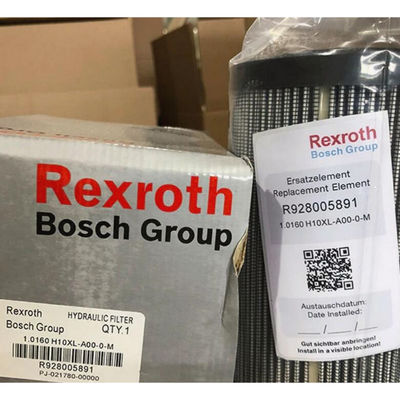 Rexroth
Bosch Group
Rexroth
Bosch Group
HYDRAULIC FILTER
QTY.1
1.0160 H10XL-A00-0-M
R928005891
PJ-021780-00000
Rexroth
Bosch Group
Ersatzelement
Replacement Element
R928005891
1.0160 H10XL-A00-0-M
Austauschdatum:
Date Installed:
/ /
Gut sichtbar anbringen!
Install in a visible location!